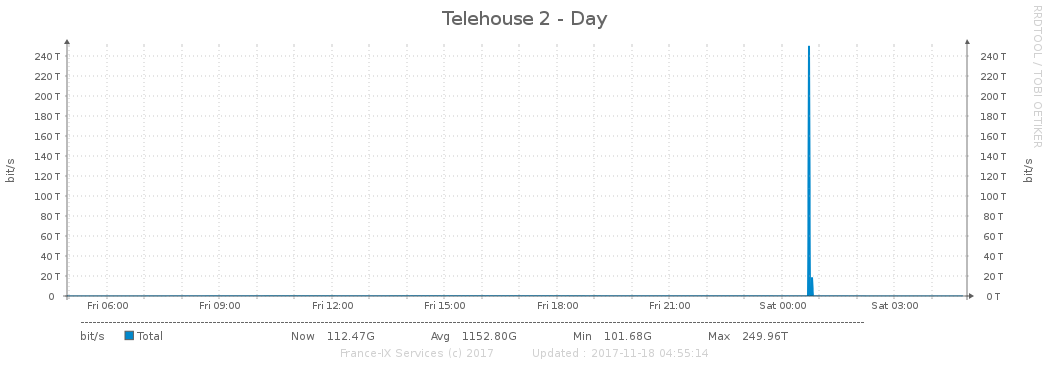 Telehouse 2 - Day
RRDTOOL / TOBI OETIKER
240 T 240 T
220 T 220 T
200 T 200 T
180 T 180 T
160 T 160 T
140 T 140 T
120 T 120 T
100 T 100 T
80 T 80 T
60 T 60 T
40 T 40 T
20 T 20 T
0 0 T
bit/s
bit/s
Fri 06:00 Fri 09:00 Fri 12:00 Fri 15:00 Fri 18:00 Fri 21:00 Sat 00:00 Sat 03:00
bit/s Total Now 112.47G Avg 1152.80G Min 101.68G Max 249.96T
France-IX Services (c) 2017 Updated : 2017-11-18 04:55:14